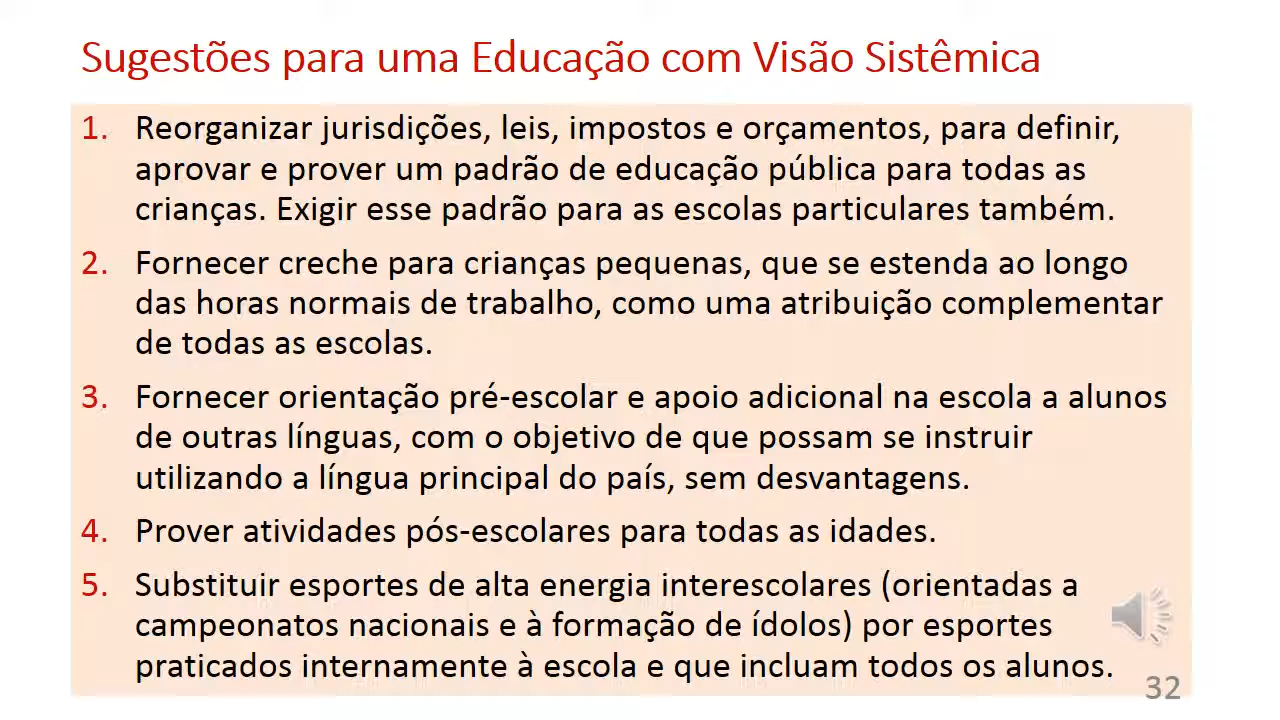 Sugestões para uma Educação com Visão Sistêmica
1. Reorganizar jurisdições, leis, impostos e orçamentos, para definir,
aprovar e prover um padrão de educação pública para todas as
crianças. Exigir esse padrão para as escolas particulares também.
2. Fornecer creche para crianças pequenas, que se estenda ao longo
das horas normais de trabalho, como uma atribuição complementar
de todas as escolas.
3. Fornecer orientação pré-escolar e apoio adicional na escola a alunos
de outras línguas, com o objetivo de que possam se instruir
utilizando a língua principal do país, sem desvantagens.
4. Prover atividades pós-escolares para todas as idades.
5. Substituir esportes de alta energia interescolares (orientadas a
campeonatos nacionais e à formação de ídolos) por esportes
praticados internamente à escola e que incluam todos os alunos.
32